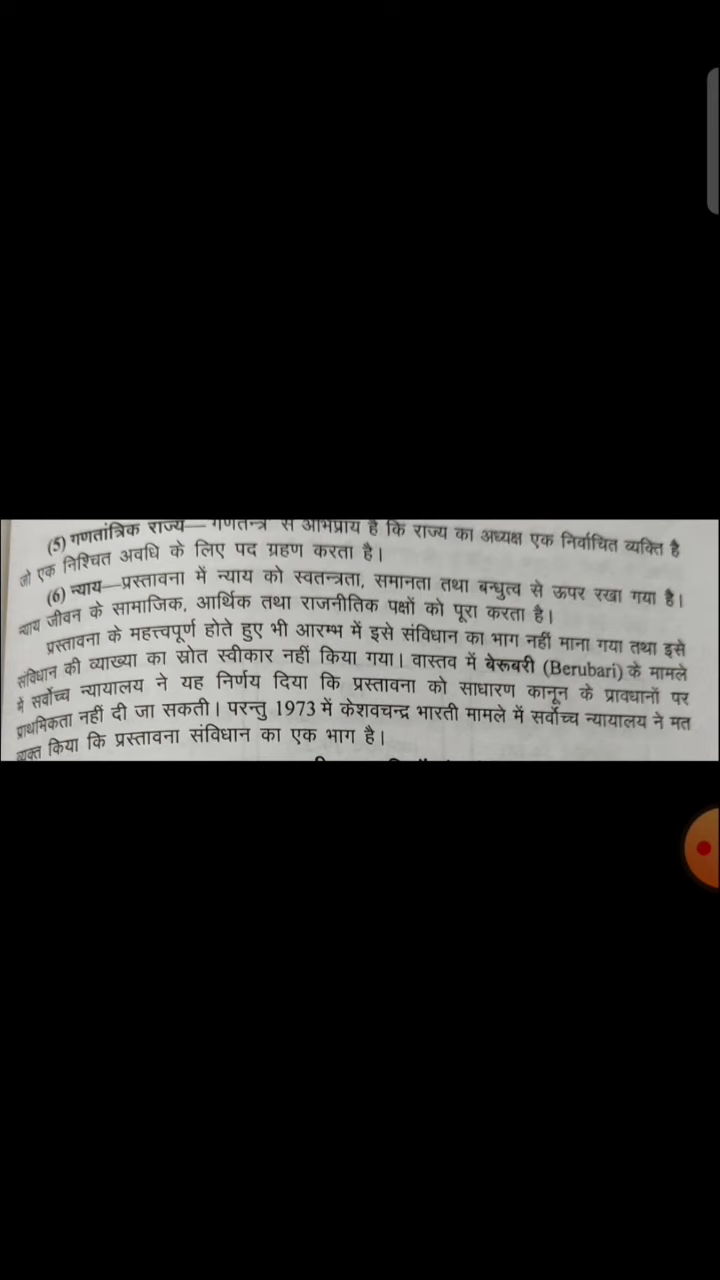 (5) गणतांत्रिक राज्य— गणतन्त्र से अभिप्राय है कि राज्य का अध्यक्ष एक निर्वाचित व्यक्ति है
जो एक निश्चित अवधि के लिए पद ग्रहण करता है।
(6) न्याय—प्रस्तावना में न्याय को स्वतन्त्रता, समानता तथा बन्धुत्व से ऊपर रखा गया है।
न्याय जीवन के सामाजिक, आर्थिक तथा राजनीतिक पक्षों को पूरा करता है।
प्रस्तावना के महत्त्वपूर्ण होते हुए भी आरम्भ में इसे संविधान का भाग नहीं माना गया तथा इसे
संविधान की व्याख्या का स्रोत स्वीकार नहीं किया गया। वास्तव में बेरूबरी (Berubari) के मामले
में सर्वोच्च न्यायालय ने यह निर्णय दिया कि प्रस्तावना को साधारण कानून के प्रावधानों पर
प्राथमिकता नहीं दी जा सकती। परन्तु 1973 में केशवचन्द्र भारती मामले में सर्वोच्च न्यायालय ने मत
व्यक्त किया कि प्रस्तावना संविधान का एक भाग है।